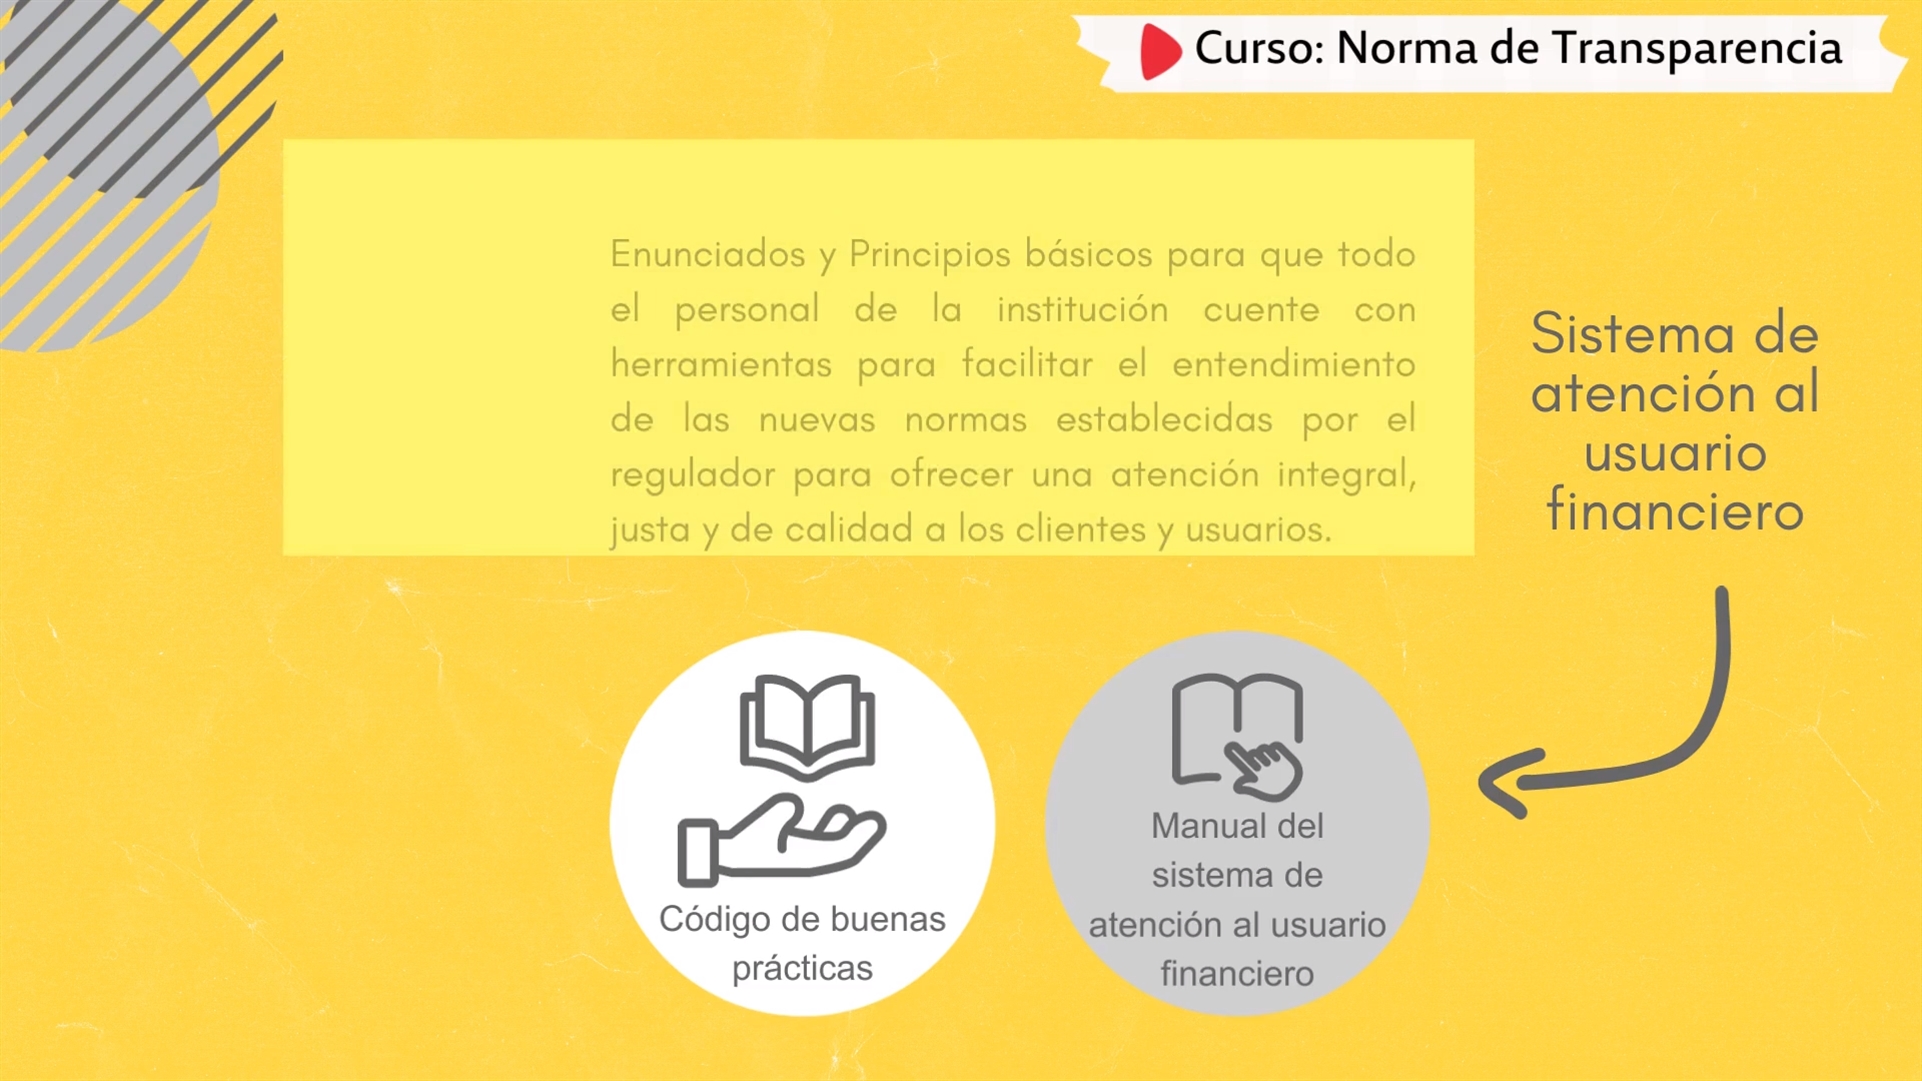 Curso: Norma de Transparencia
Enunciados y Principios básicos para que todo
el personal de la institución cuente con
herramientas para facilitar el entendimiento
de las nuevas normas establecidas por el
regulador para ofrecer una atención integral,
justa y de calidad a los clientes y usuarios.
Sistema de
atención al
usuario
financiero
Código de buenas
prácticas
Manual del
sistema de
atención al usuario
financiero